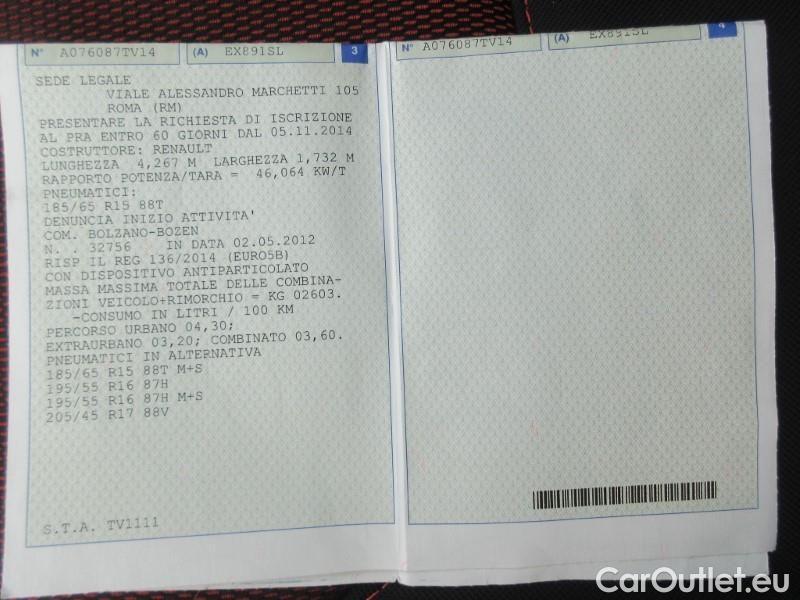 N° A076087TV14 (A) EX891SL 3
SEDE LEGALE
VIALE ALESSANDRO MARCHETTI 105
ROMA (RM)
PRESENTARE LA RICHIESTA DI ISCRIZIONE
AL PRA ENTRO 60 GIORNI DAL 05.11.2014
COSTRUTTORE: RENAULT
LUNGHEZZA 4,267 M LARGHEZZA 1,732 M
RAPPORTO POTENZA/TARA = 46,064 KW/T
PNEUMATICI:
185/65 R15 88T
DENUNCIA INIZIO ATTIVITA'
COM. BOLZANO-BOZEN
N. . 32756 IN DATA 02.05.2012
RISP IL REG 136/2014 (EURO5B)
CON DISPOSITIVO ANTIPARTICOLATO
MASSA MASSIMA TOTALE DELLE COMBINA-
ZIONI VEICOLO+RIMORCHIO = KG 02603.
-CONSUMO IN LITRI / 100 KM
PERCORSO URBANO 04,30;
EXTRAURBANO 03,20; COMBINATO 03,60.
PNEUMATICI IN ALTERNATIVA
185/65 R15 88T M+S
195/55 R16 87H
195/55 R16 87H M+S
205/45 R17 88V
S.T.A. TV1111
N° A076087TV14 (A) EX891SL 4
CarOutlet.eu